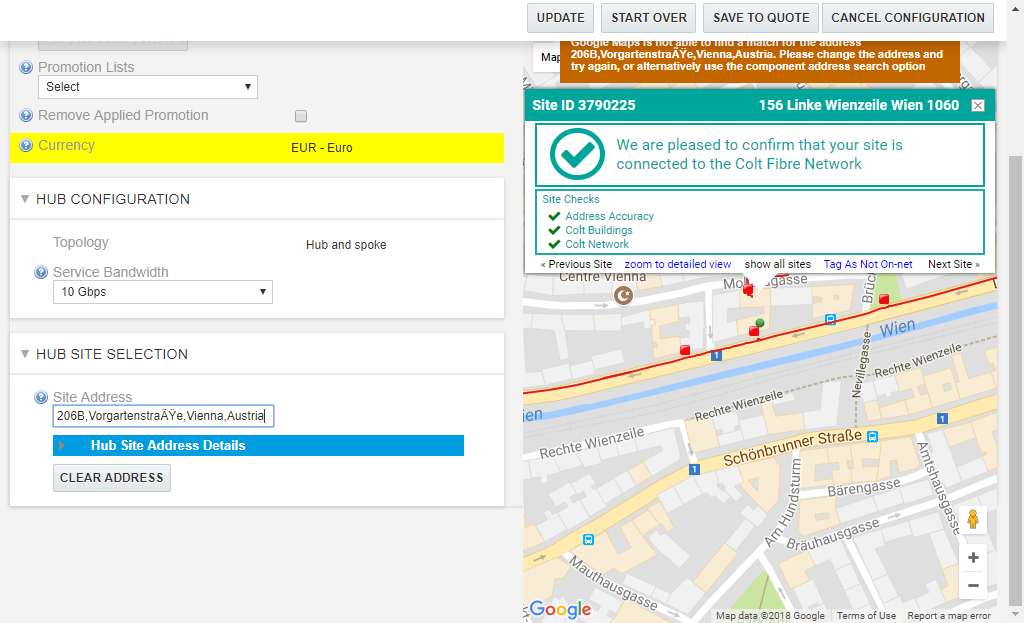 UPDATE
START OVER
SAVE TO QUOTE
CANCEL CONFIGURATION
Promotion Lists
Select
Remove Applied Promotion
Currency
EUR - Euro
HUB CONFIGURATION
Topology
Hub and spoke
Service Bandwidth
10 Gbps
HUB SITE SELECTION
Site Address
206B,VorgartenstraÃŸe,Vienna,Austria
Hub Site Address Details
CLEAR ADDRESS
Map
Google Maps is not able to find a match for the address
206B,VorgartenstraÃŸe,Vienna,Austria. Please change the address and
try again, or alternatively use the component address search option
Site ID 3790225
156 Linke Wienzeile Wien 1060
We are pleased to confirm that your site is
connected to the Colt Fibre Network
Site Checks
Address Accuracy
Colt Buildings
Colt Network
« Previous Site
zoom to detailed view
show all sites
Tag As Not On-net
Next Site »
Centre Vienna
1
Wien
Nevillegasse
Rechte Wienzeile
Rechte Wienzeile
Rechte Wienzeile
1
Schönbrunner Straße
1
Am Hundsturm
Bärengasse
Amtshausgasse
Bräuhausgasse
Mauthausgasse
Google
Map data ©2018 Google
Terms of Use
Report a map error